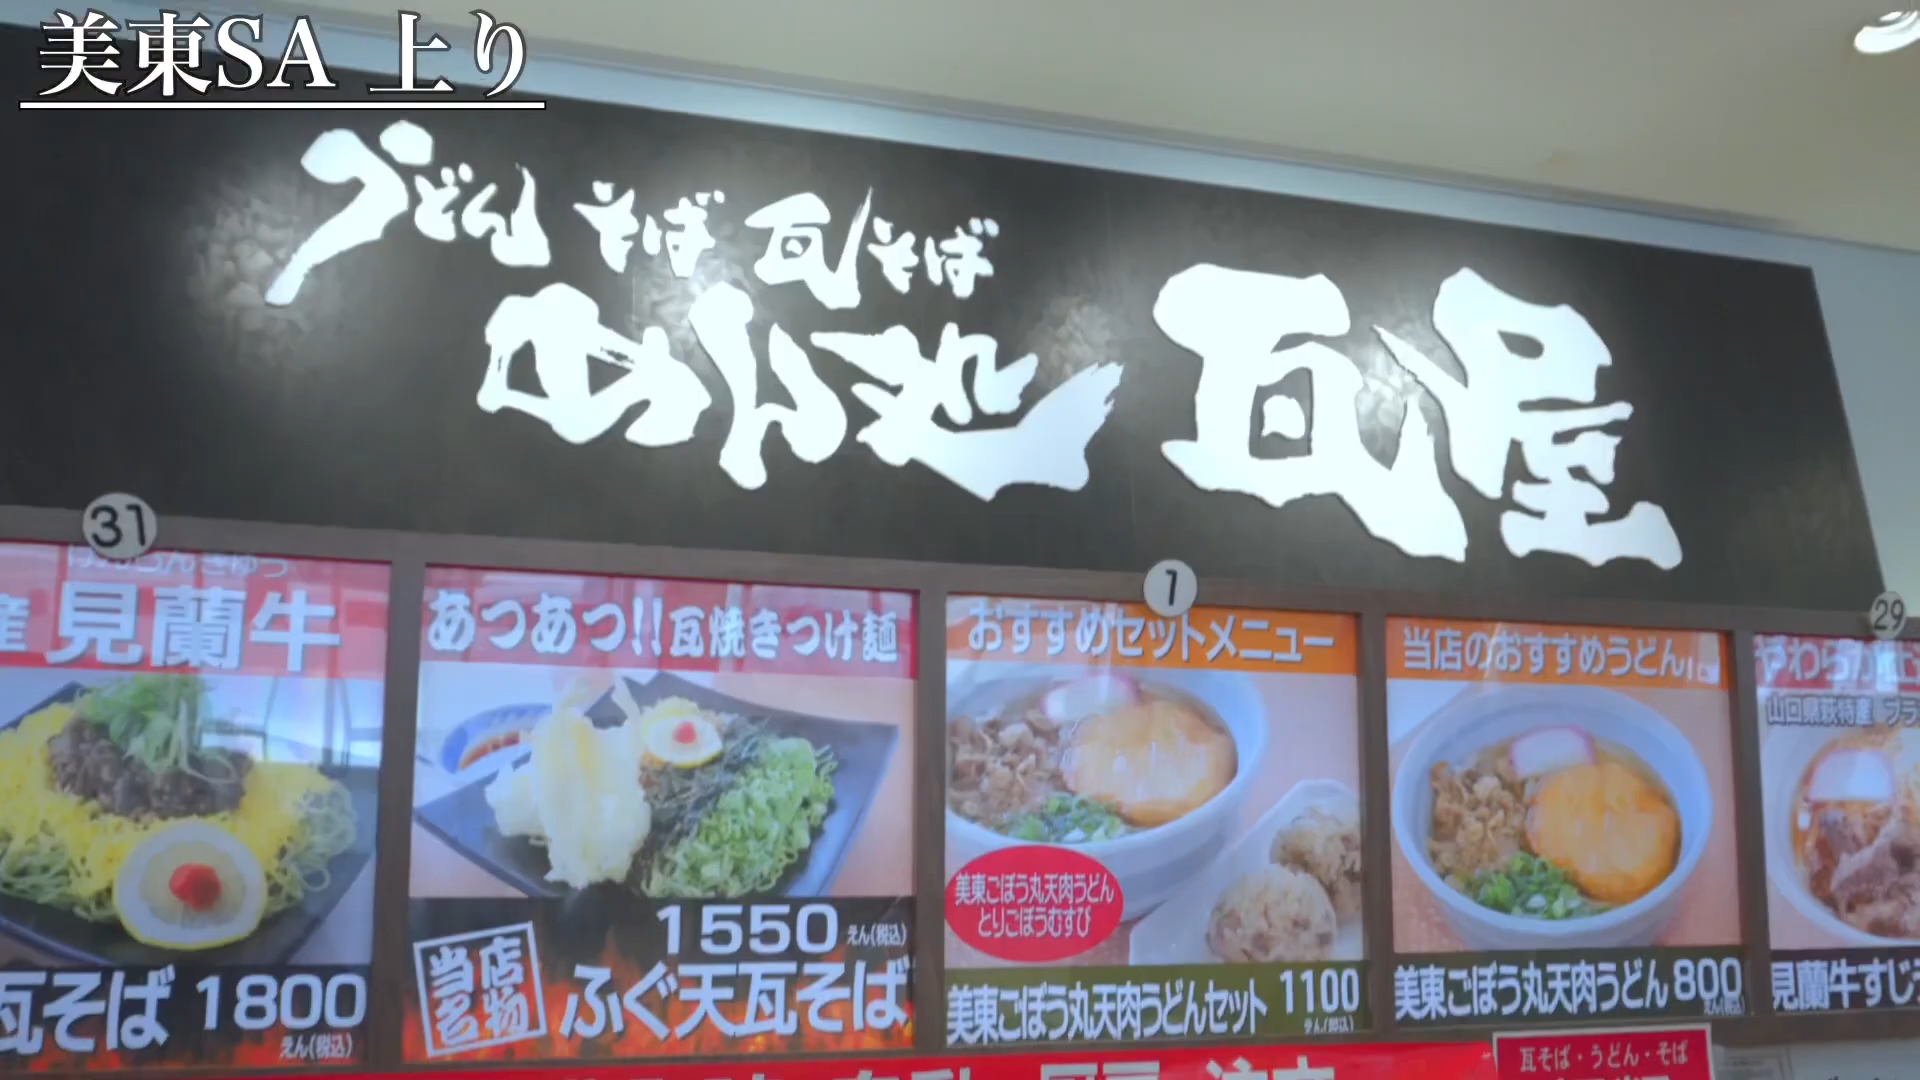 美東SA 上り
うどん そば 瓦そば
めん処 瓦屋
31
1
29
産 見蘭牛
瓦そば 1800
えん(税込)
あつあつ!!瓦焼きつけ麺
1550 えん(税込)
当店名物
ふぐ天瓦そば
おすすめセットメニュー
美東ごぼう丸天肉うどん
とりごぼうむすび
美東ごぼう丸天肉うどんセット 1100
えん(税込)
当店のおすすめうどん
美東ごぼう丸天肉うどん 800
えん(税込)
やわらか
山口県萩特産 ブラ
見蘭牛すじ
瓦そば・うどん・そば